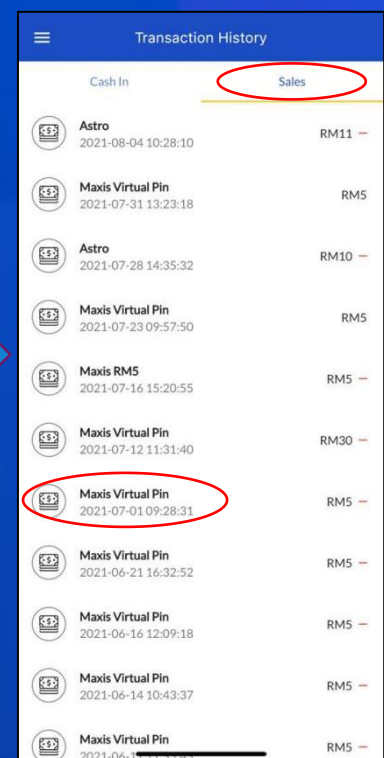 Transaction History
Cash In Sales
Astro
2021-08-04 10:28:10
RM11 –
Maxis Virtual Pin
2021-07-31 13:23:18
RM5
Astro
2021-07-28 14:35:32
RM10 –
Maxis Virtual Pin
2021-07-23 09:57:50
RM5
Maxis RM5
2021-07-16 15:20:55
RM5 –
Maxis Virtual Pin
2021-07-12 11:31:40
RM30 –
Maxis Virtual Pin
2021-07-01 09:28:31
RM5 –
Maxis Virtual Pin
2021-06-21 16:32:52
RM5 –
Maxis Virtual Pin
2021-06-16 12:09:18
RM5 –
Maxis Virtual Pin
2021-06-14 10:43:37
RM5 –
Maxis Virtual Pin
RM5 –